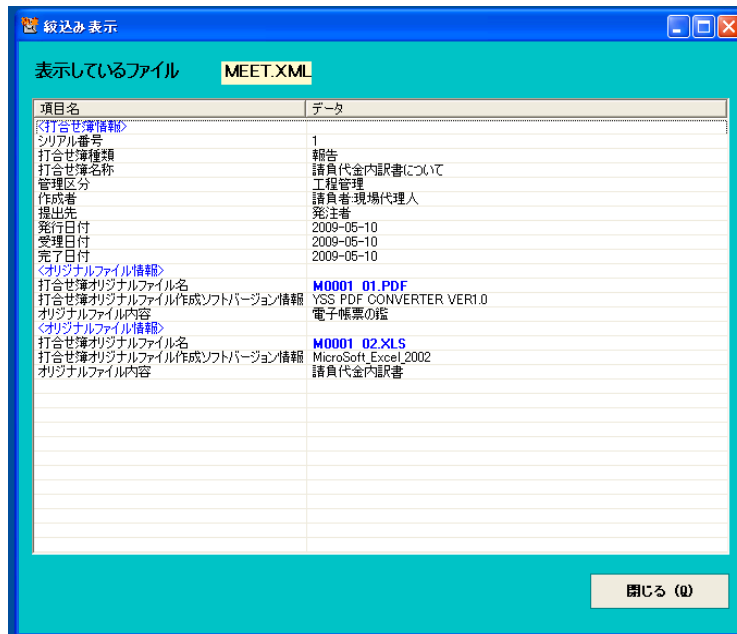 絞込み表示
表示しているファイル MEET.XML
項目名 データ
<打合せ簿情報>
シリアル番号 1
打合せ簿種類 報告
打合せ簿名称 請負代金内訳書について
管理区分 工程管理
作成者 請負者:現場代理人
提出先 発注者
発行日付 2009-05-10
受理日付 2009-05-10
完了日付 2009-05-10
<オリジナルファイル情報>
打合せ簿オリジナルファイル名 M0001_01.PDF
打合せ簿オリジナルファイル作成ソフトバージョン情報 YSS PDF CONVERTER VER1.0
オリジナルファイル内容 電子帳票の鑑
<オリジナルファイル情報>
打合せ簿オリジナルファイル名 M0001_02.XLS
打合せ簿オリジナルファイル作成ソフトバージョン情報 MicroSoft_Excel_2002
オリジナルファイル内容 請負代金内訳書
閉じる (Q)